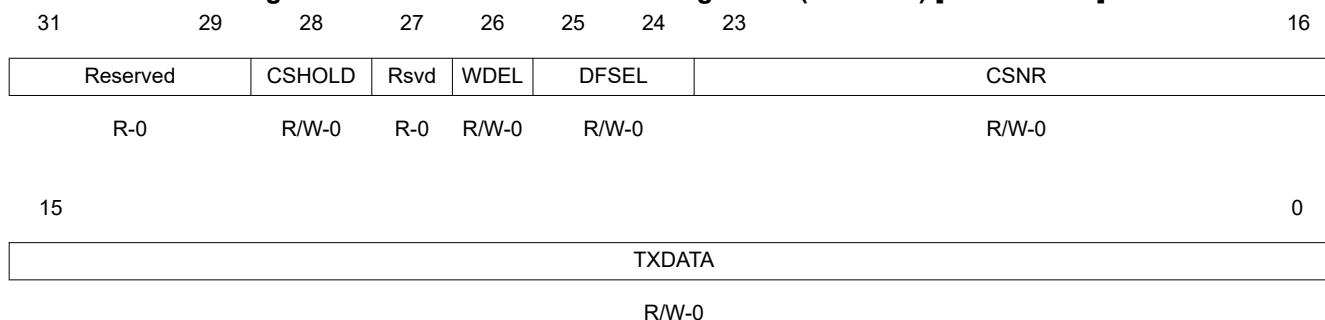 31 29 28 27 26 25 24 23 16
Reserved CSHOLD Rsvd WDEL DFSEL CSNR
R-0 R/W-0 R-0 R/W-0 R/W-0 R/W-0
15 0
TXDATA
R/W-0